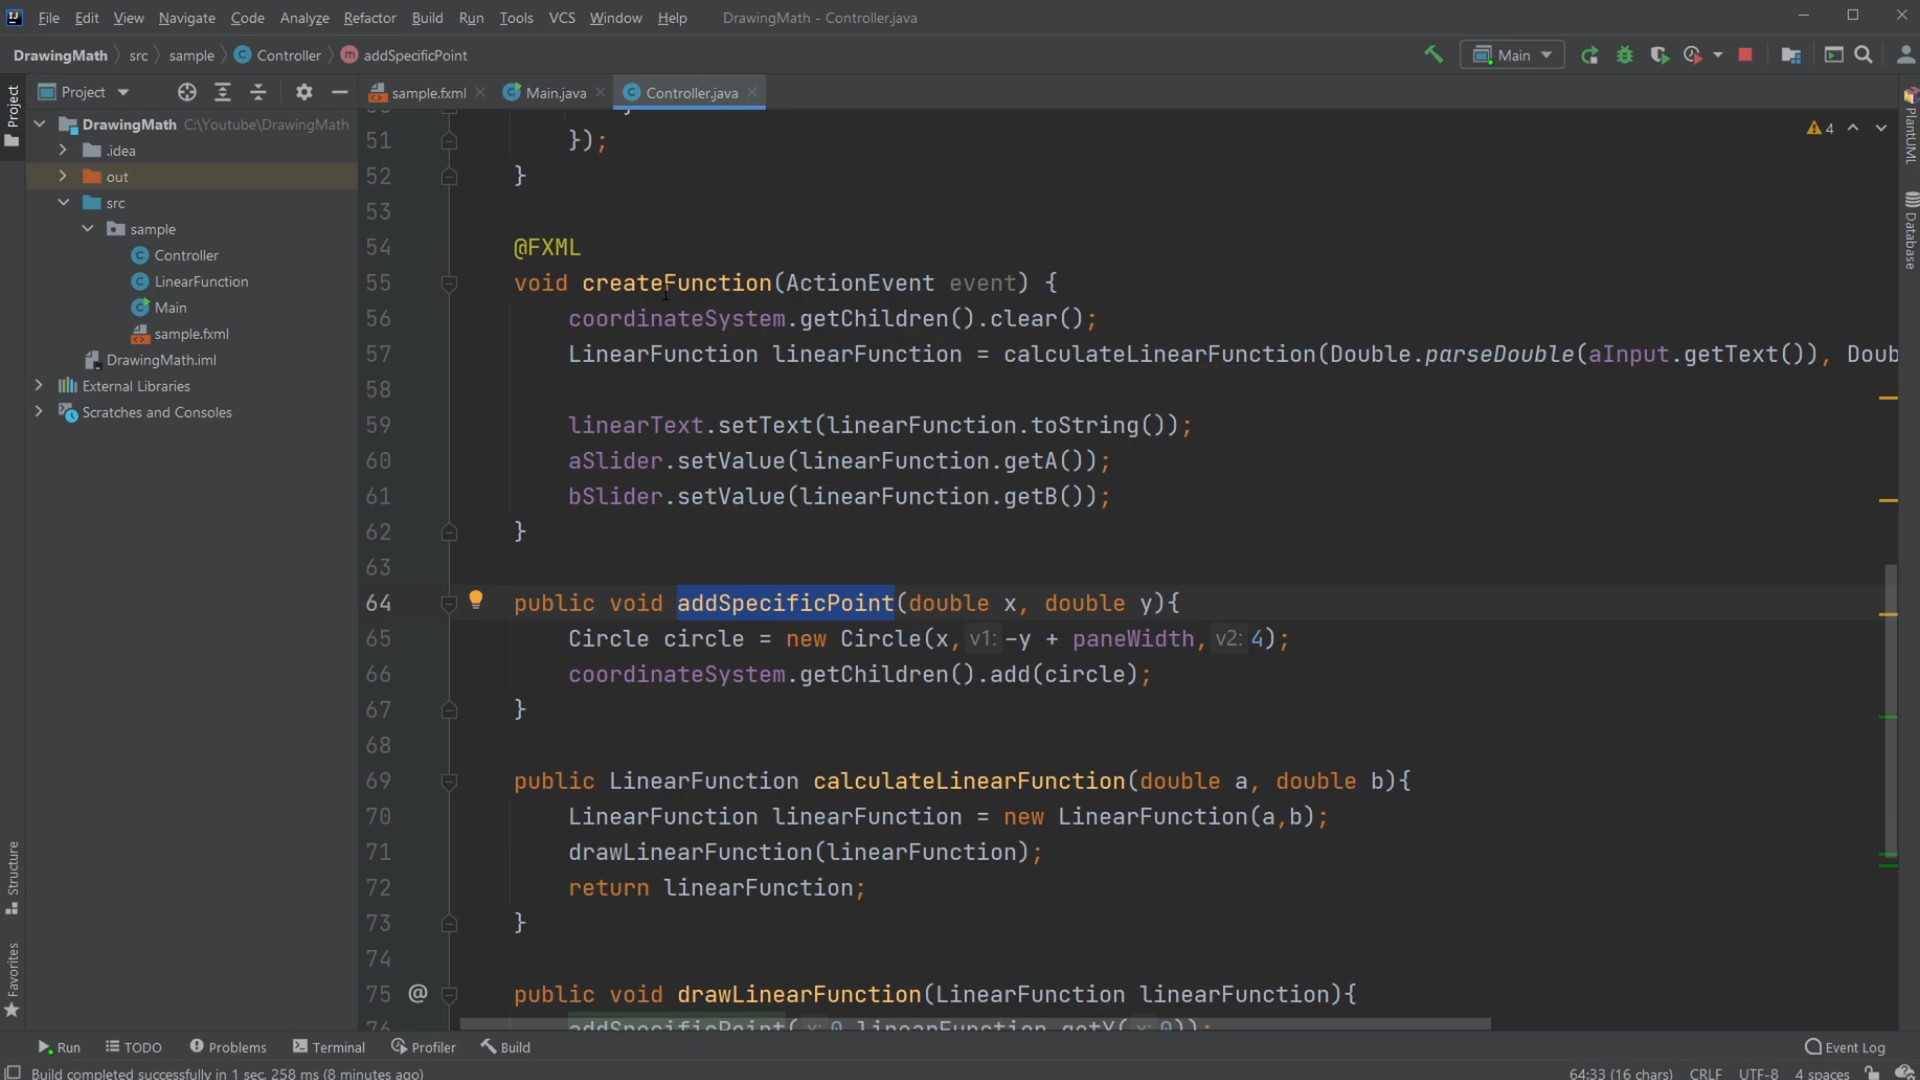 File Edit View Navigate Code Analyze Refactor Build Run Tools VCS Window Help DrawingMath - Controller.java
DrawingMath src sample Controller addSpecificPoint Main
Project sample.fxml Main.java Controller.java
Project
DrawingMath C:\Youtube\DrawingMath
.idea
out
src
sample
Controller
LinearFunction
Main
sample.fxml
DrawingMath.iml
External Libraries
Scratches and Consoles
4
51 });
52 }
53
54 @FXML
55 void createFunction(ActionEvent event) {
56 coordinateSystem.getChildren().clear();
57 LinearFunction linearFunction = calculateLinearFunction(Double.parseDouble(aInput.getText()), Doub
58
59 linearText.setText(linearFunction.toString());
60 aSlider.setValue(linearFunction.getA());
61 bSlider.setValue(linearFunction.getB());
62 }
63
64 public void addSpecificPoint(double x, double y){
65 Circle circle = new Circle(x, v1: -y + paneWidth, v2: 4);
66 coordinateSystem.getChildren().add(circle);
67 }
68
69 public LinearFunction calculateLinearFunction(double a, double b){
70 LinearFunction linearFunction = new LinearFunction(a,b);
71 drawLinearFunction(linearFunction);
72 return linearFunction;
73 }
74
75 @ public void drawLinearFunction(LinearFunction linearFunction){
76 addSpecificPoint( x: 0,linearFunction.getY( x: 0));
PlantUML
Database
Structure
Favorites
Run TODO Problems Terminal Profiler Build Event Log
Build completed successfully in 1 sec, 258 ms (8 minutes ago) 64:33 (16 chars) CRLF UTF-8 4 spaces